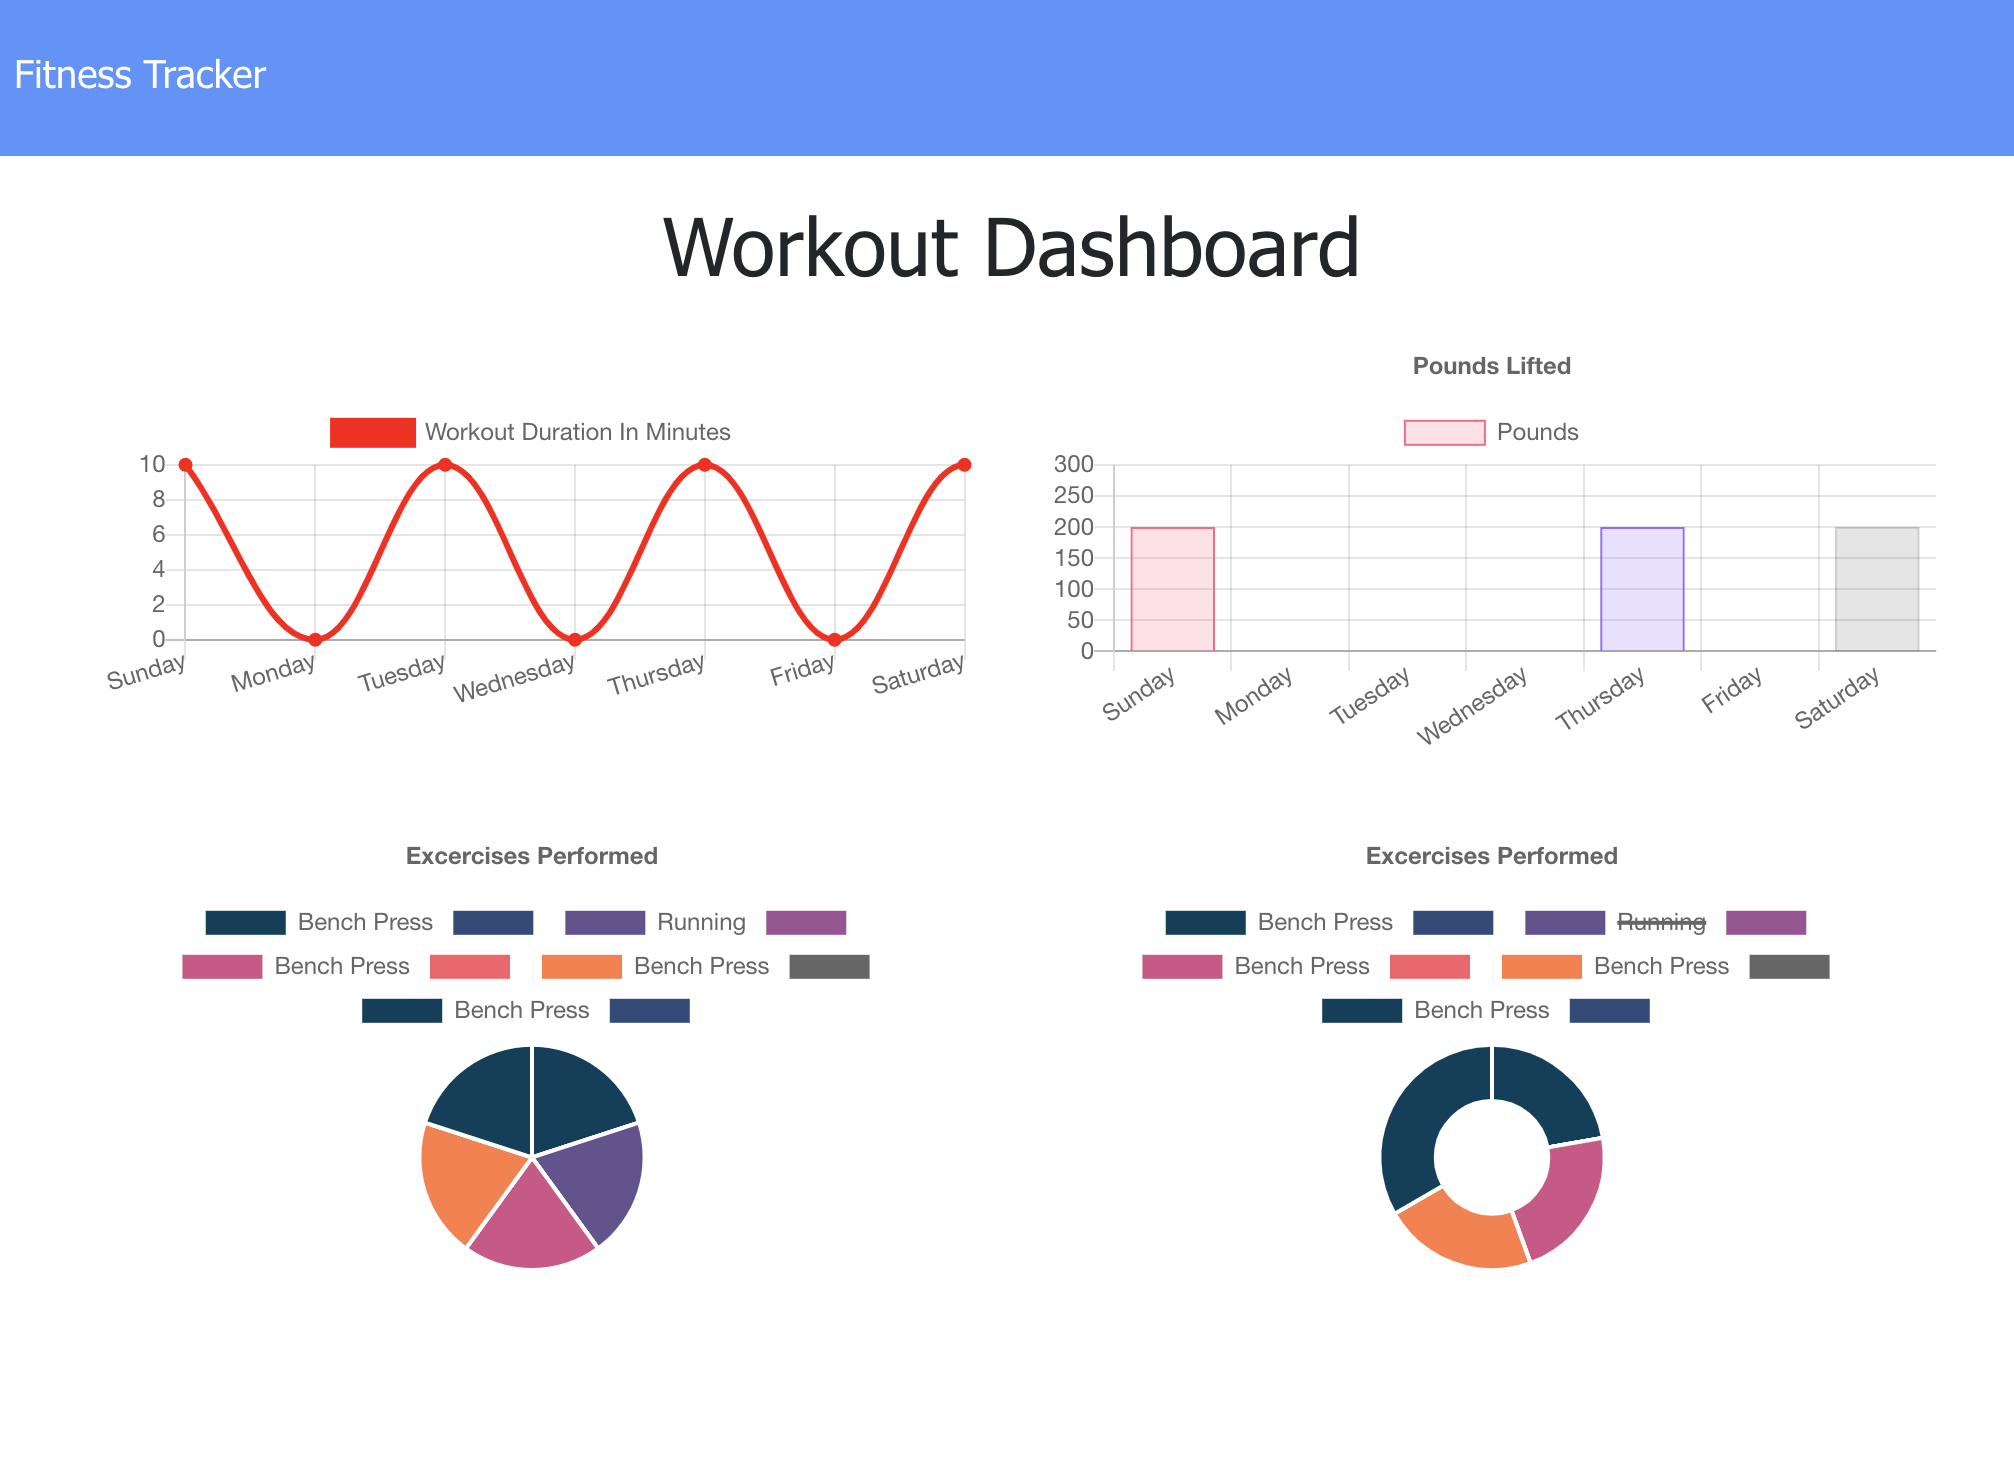 Fitness Tracker
Workout Dashboard
Workout Duration In Minutes
10
8
6
4
2
0
Sunday Monday Tuesday Wednesday Thursday Friday Saturday
Pounds Lifted
Pounds
300
250
200
150
100
50
0
Sunday Monday Tuesday Wednesday Thursday Friday Saturday
Excercises Performed
Bench Press Running
Bench Press Bench Press
Bench Press
Excercises Performed
Bench Press Running
Bench Press Bench Press
Bench Press